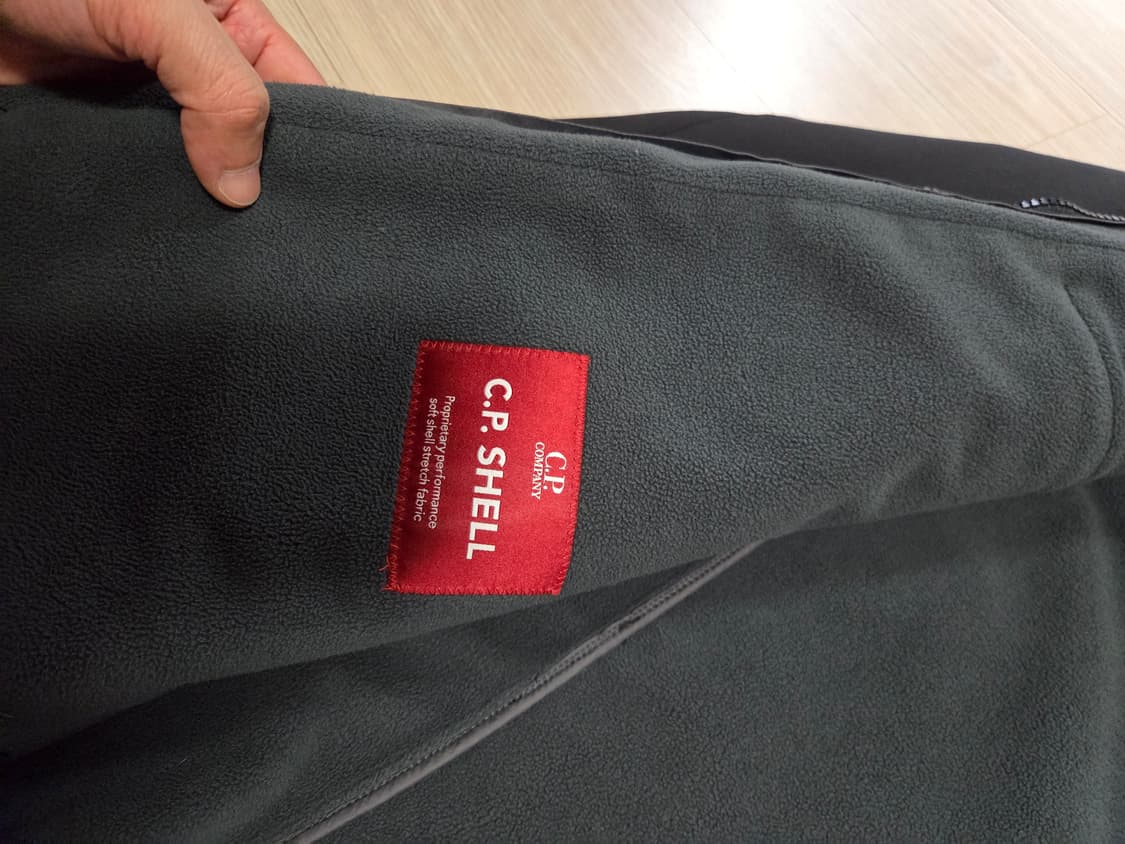 C.P.
COMPANY
C.P. SHELL
Proprietary performance
soft shell stretch fabric